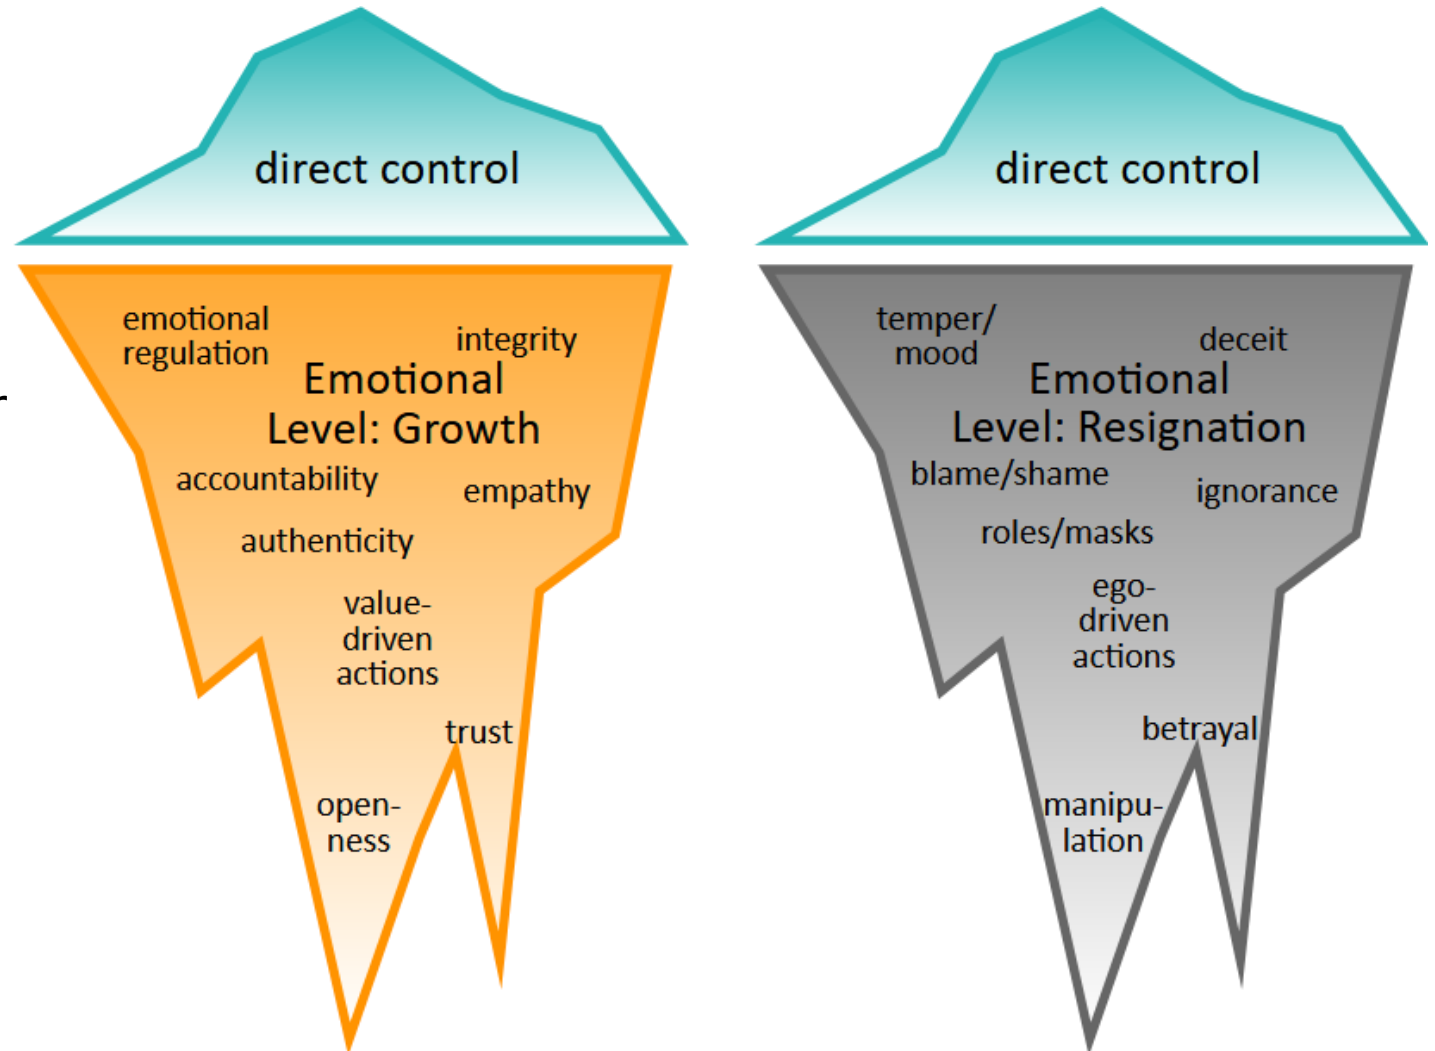 direct control
emotional
regulation
integrity
Emotional
Level: Growth
accountability
empathy
authenticity
value-
driven
actions
trust
open-
ness
direct control
temper/
mood
deceit
Emotional
Level: Resignation
blame/shame
ignorance
roles/masks
ego-
driven
actions
betrayal
manipu-
lation